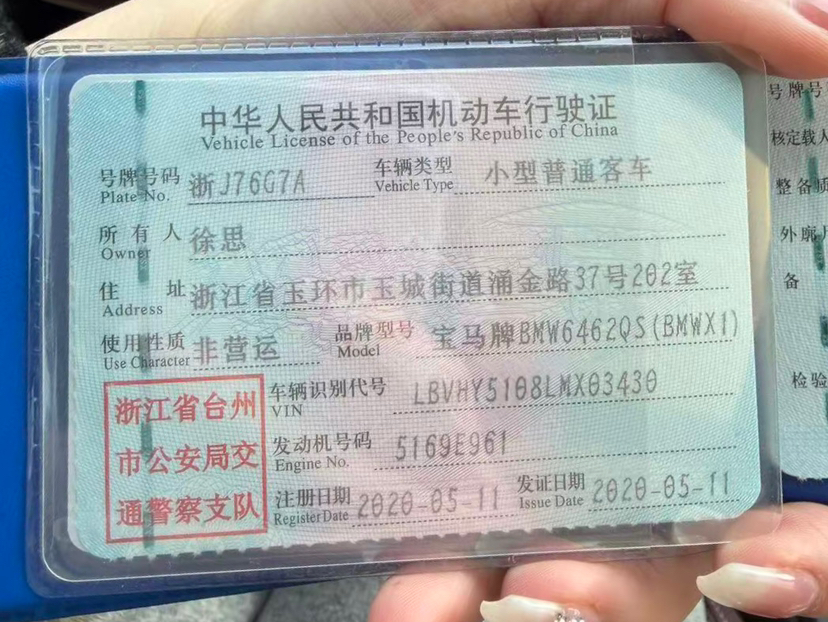 中华人民共和国机动车行驶证
Vehicle License of the People's Republic of China
号牌号码 浙J76G7A 车辆类型 小型普通客车
Plate No. Vehicle Type
所有人 徐思
Owner
住址 浙江省玉环市玉城街道涌金路37号202室
Address
使用性质 非营运 品牌型号 宝马牌BMW6462QS(BMWX1)
Use Character Model
车辆识别代号 LBVHY5108LMX03430
VIN
发动机号码 5169E961
Engine No.
注册日期 2020-05-11 发证日期 2020-05-11
Register Date Issue Date
浙江省台州
市公安局交
通警察支队
号牌号
核定载人
整备质
外廓
备
检验